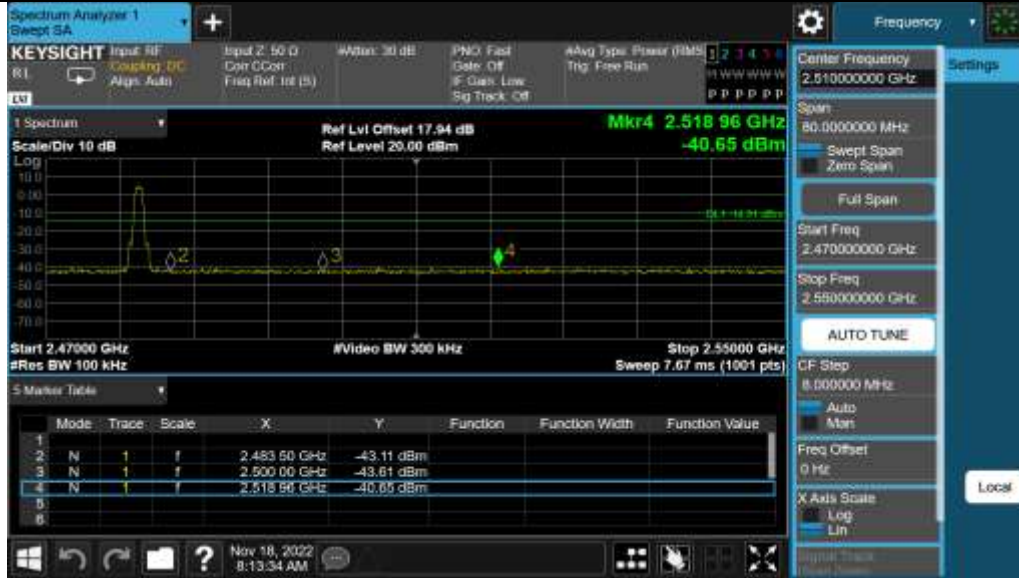 Spectrum Analyzer 1
Swept SA
+
Frequency
KEYSIGHT
RL
LXI
Input: RF
Coupling: DC
Align: Auto
Input Z: 50 Ω
Corr CCorr
Freq Ref: Int (S)
#Atten: 30 dB
PNO: Fast
Gate: Off
IF Gain: Low
Sig Track: Off
#Avg Type: Power (RMS)
Trig: Free Run
1 2 3 4 5 6
P P P P P P
1 Spectrum
Scale/Div 10 dB
Ref Lvl Offset 17.94 dB
Ref Level 20.00 dBm
Mkr4 2.518 96 GHz
-40.65 dBm
Log
10.0
0.00
-10.0
-20.0
-30.0
-40.0
-50.0
-60.0
-70.0
2
3
4
Start 2.47000 GHz
#Res BW 100 kHz
#Video BW 300 kHz
Stop 2.55000 GHz
Sweep 7.67 ms (1001 pts)
5 Marker Table
Mode Trace Scale X Y Function Function Width Function Value
1
2 N 1 f 2.483 50 GHz -43.11 dBm
3 N 1 f 2.500 00 GHz -43.61 dBm
4 N 1 f 2.518 96 GHz -40.65 dBm
5
6
?
Nov 18, 2022
8:13:34 AM
Center Frequency
2.510000000 GHz
Settings
Span
80.0000000 MHz
Swept Span
Zero Span
Full Span
Start Freq
2.470000000 GHz
Stop Freq
2.550000000 GHz
AUTO TUNE
CF Step
8.000000 MHz
Auto
Man
Freq Offset
0 Hz
X Axis Scale
Log
Lin
Local
Signal Track